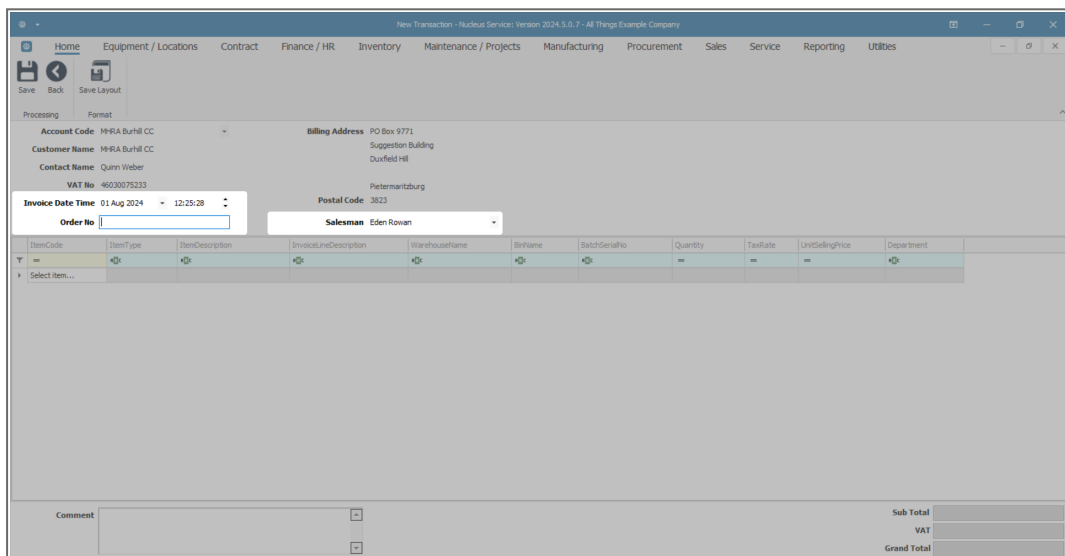 New Transaction - Nucleus Service: Version 2024.5.0.7 - All Things Example Company
Home Equipment / Locations Contract Finance / HR Inventory Maintenance / Projects Manufacturing Procurement Sales Service Reporting Utilities
Save Back Save Layout
Processing Format
Account Code MHRA Burhill CC Billing Address PO Box 9771
Suggestion Building
Customer Name MHRA Burhill CC
Duxfield Hill
Contact Name Quinn Weber
VAT No 46030075233 Pietermaritzburg
Invoice Date Time 01 Aug 2024 12:25:28 Postal Code 3823
Order No Salesman Eden Rowan
ItemCode ItemType ItemDescription InvoiceLineDescription WarehouseName BinName BatchSerialNo Quantity TaxRate UnitSellingPrice Department
= = = =
Select item...
Comment Sub Total
VAT
Grand Total